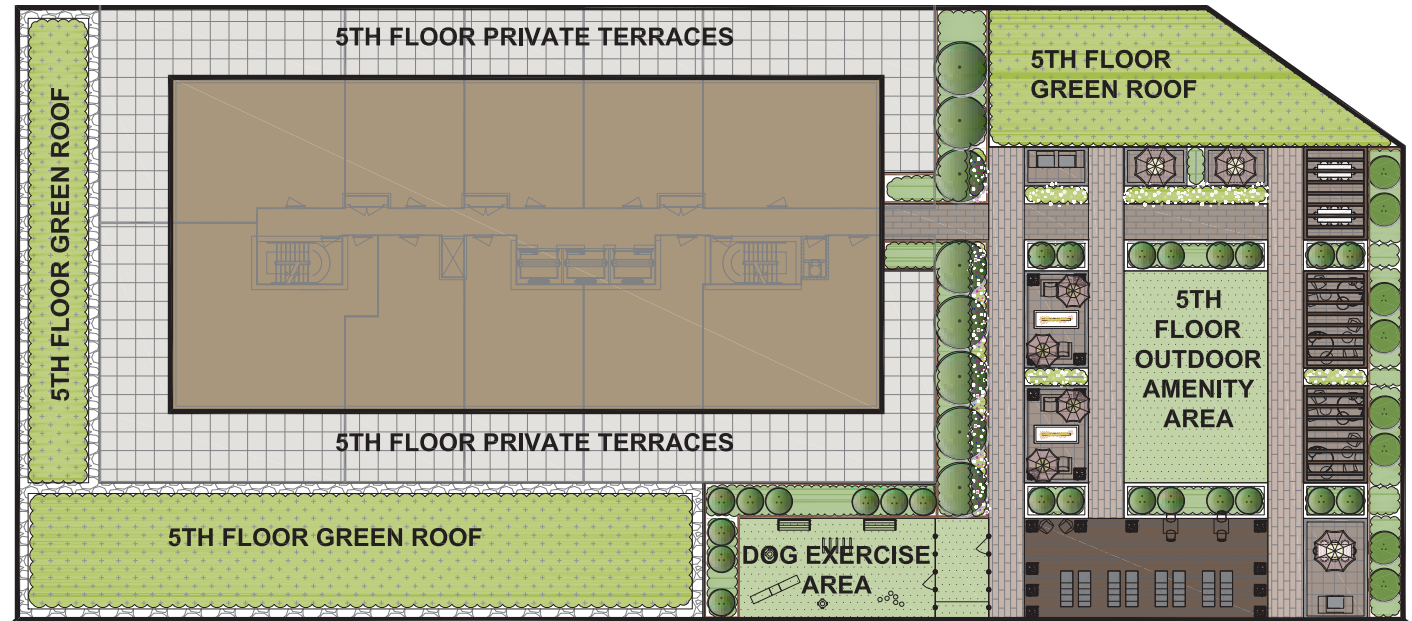 5TH FLOOR PRIVATE TERRACES
5TH FLOOR
GREEN ROOF
5TH FLOOR GREEN ROOF
5TH
FLOOR
OUTDOOR
AMENITY
AREA
5TH FLOOR PRIVATE TERRACES
5TH FLOOR GREEN ROOF
DOG EXERCISE
AREA